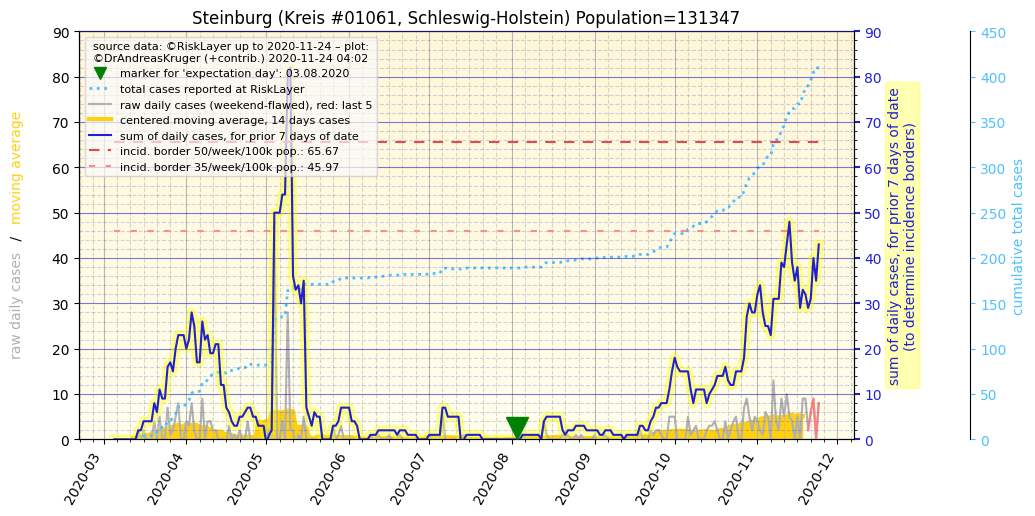 Steinburg (Kreis #01061, Schleswig-Holstein) Population=131347
source data: ©RiskLayer up to 2020-11-24 – plot:
©DrAndreasKruger (+contrib.) 2020-11-24 04:02
marker for 'expectation day': 03.08.2020
total cases reported at RiskLayer
raw daily cases (weekend-flawed), red: last 5
centered moving average, 14 days cases
sum of daily cases, for prior 7 days of date
incid. border 50/week/100k pop.: 65.67
incid. border 35/week/100k pop.: 45.97
raw daily cases / moving average
90
80
70
60
50
40
30
20
10
0
2020-03
2020-04
2020-05
2020-06
2020-07
2020-08
2020-09
2020-10
2020-11
2020-12
90
80
70
60
50
40
30
20
10
0
sum of daily cases, for prior 7 days of date
(to determine incidence borders)
450
400
350
300
250
200
150
100
50
0
cumulative total cases